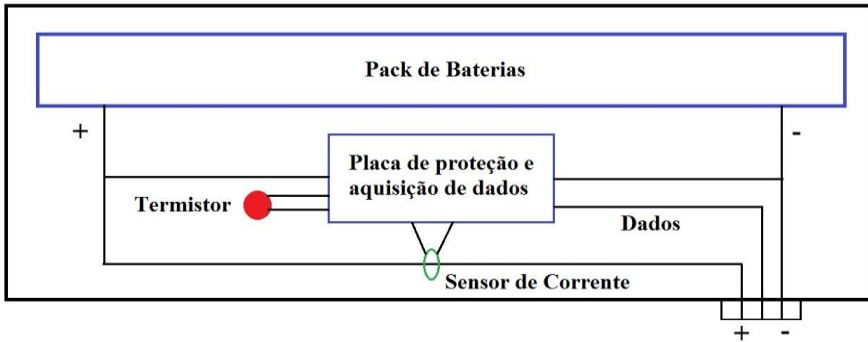 Pack de Baterias
+
-
Placa de proteção e
aquisição de dados
Termistor
Dados
Sensor de Corrente
+ -